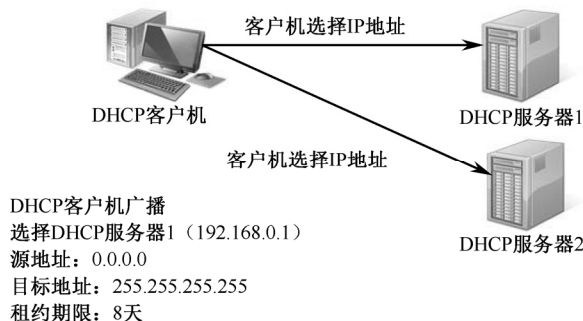 客户机选择IP地址
DHCP客户机
DHCP服务器1
客户机选择IP地址
DHCP服务器2
DHCP客户机广播
选择DHCP服务器1（192.168.0.1）
源地址：0.0.0.0
目标地址：255.255.255.255
租约期限：8天